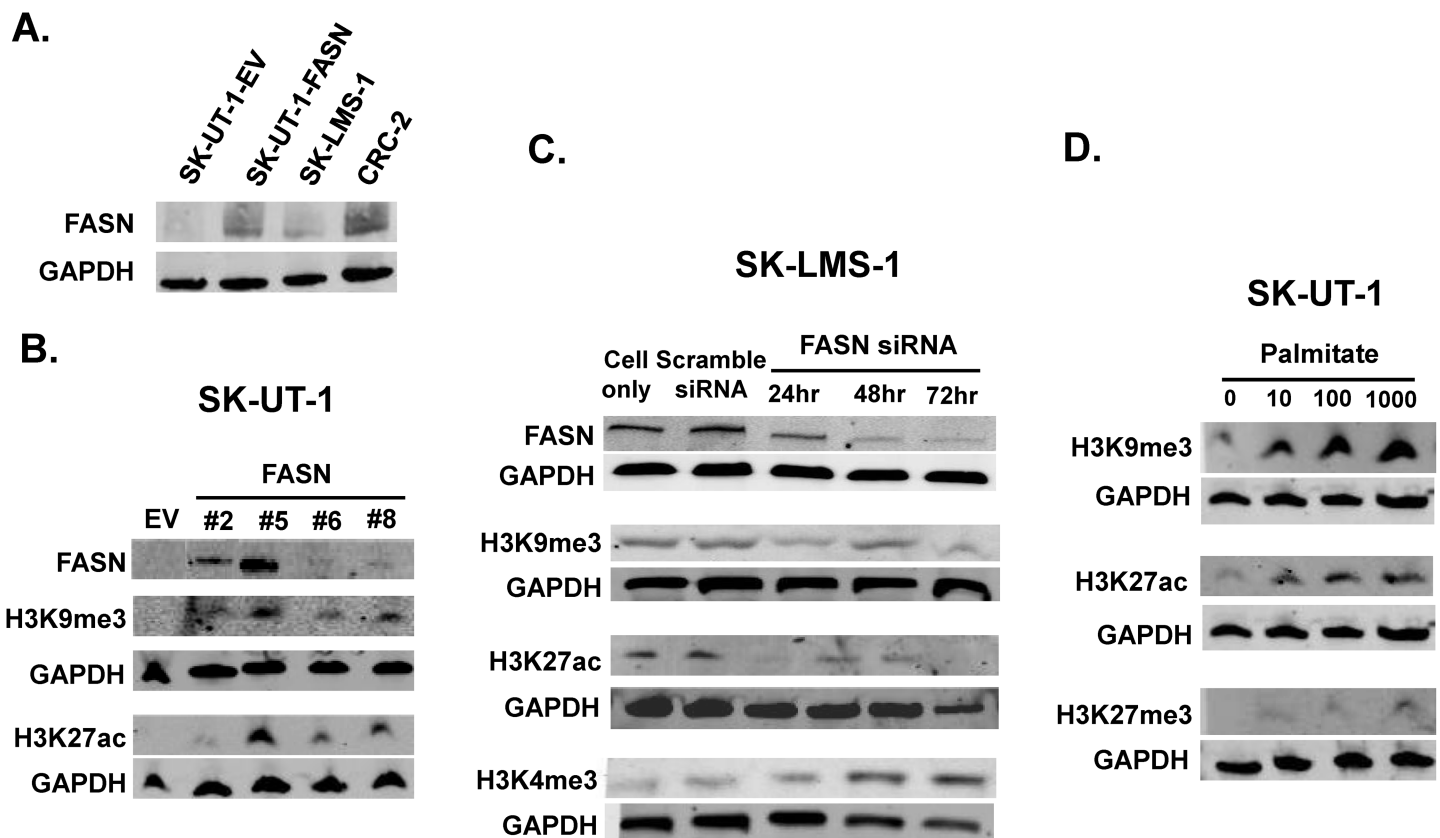 A.
SK-UT-1-EV
SK-UT-1-FASN
SK-LMS-1
CRC-2
FASN
GAPDH
B.
SK-UT-1
FASN
EV #2 #5 #6 #8
FASN
H3K9me3
GAPDH
H3K27ac
GAPDH
C.
SK-LMS-1
Cell only
Scramble siRNA
FASN siRNA
24hr 48hr 72hr
FASN
GAPDH
H3K9me3
GAPDH
H3K27ac
GAPDH
H3K4me3
GAPDH
D.
SK-UT-1
Palmitate
0 10 100 1000
H3K9me3
GAPDH
H3K27ac
GAPDH
H3K27me3
GAPDH